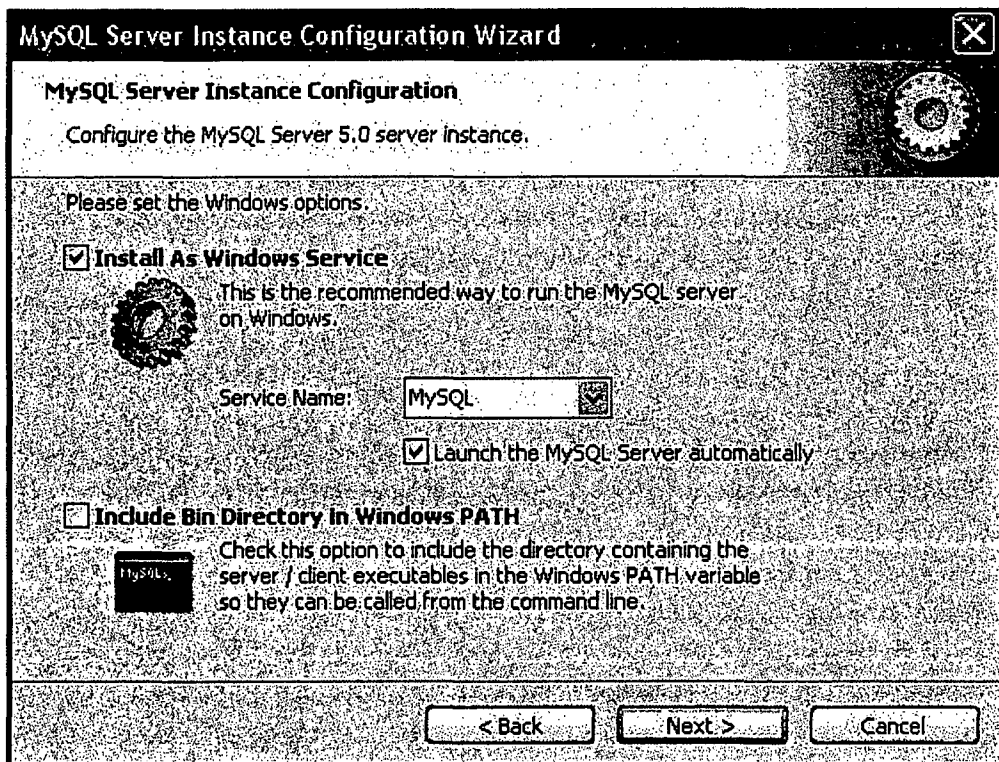 MySQL Server Instance Configuration Wizard
MySQL Server Instance Configuration
Configure the MySQL Server 5.0 server instance.
Please set the Windows options.
Install As Windows Service
This is the recommended way to run the MySQL server
on Windows.
Service Name:
MySQL
Launch the MySQL Server automatically
Include Bin Directory in Windows PATH
Check this option to include the directory containing the
server / client executables in the Windows PATH variable
so they can be called from the command line.
< Back
Next >
Cancel